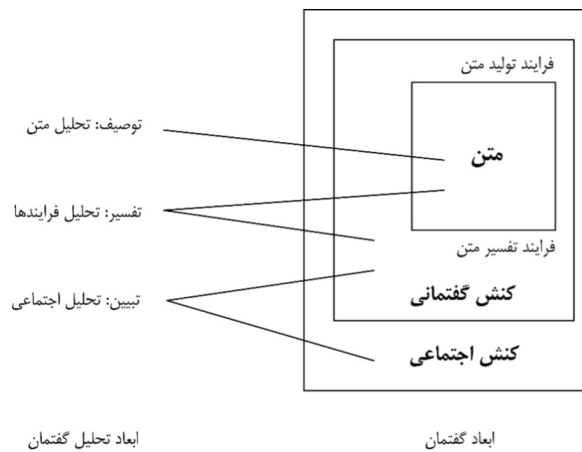 فرایند تولید متن
توصیف: تحلیل متن
متن
تفسیر: تحلیل فرایندها
فرایند تفسیر متن
کنش گفتمانی
تبیین: تحلیل اجتماعی
کنش اجتماعی
ابعاد گفتمان
ابعاد تحلیل گفتمان